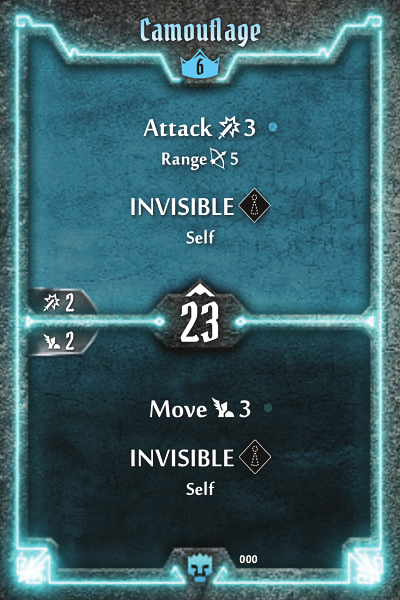 Camouflage
6
Attack 3
Range 5
INVISIBLE
Self
2
23
2
Move 3
INVISIBLE
Self
000